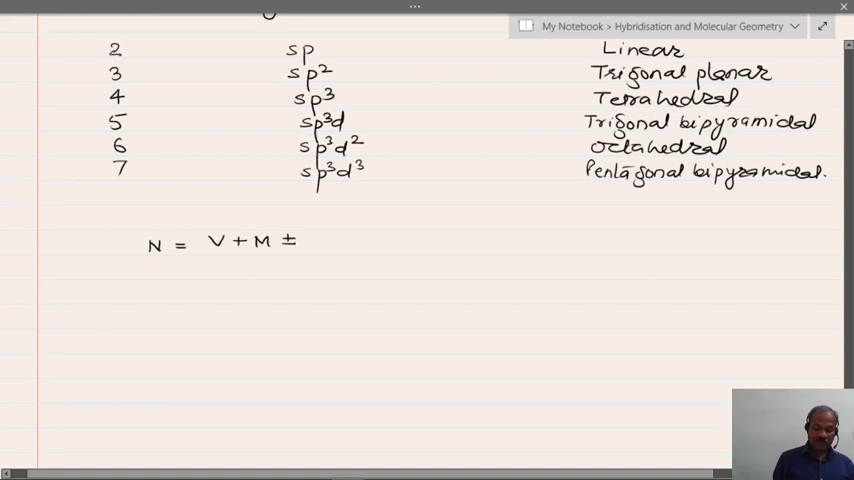 My Notebook > Hybridisation and Molecular Geometry
2 sp Linear
3 sp² Trigonal planar
4 sp³ Tetrahedral
5 sp³d Trigonal bipyramidal
6 sp³d² Octahedral
7 sp³d³ Pentagonal bipyramidal.
N = V + M ±